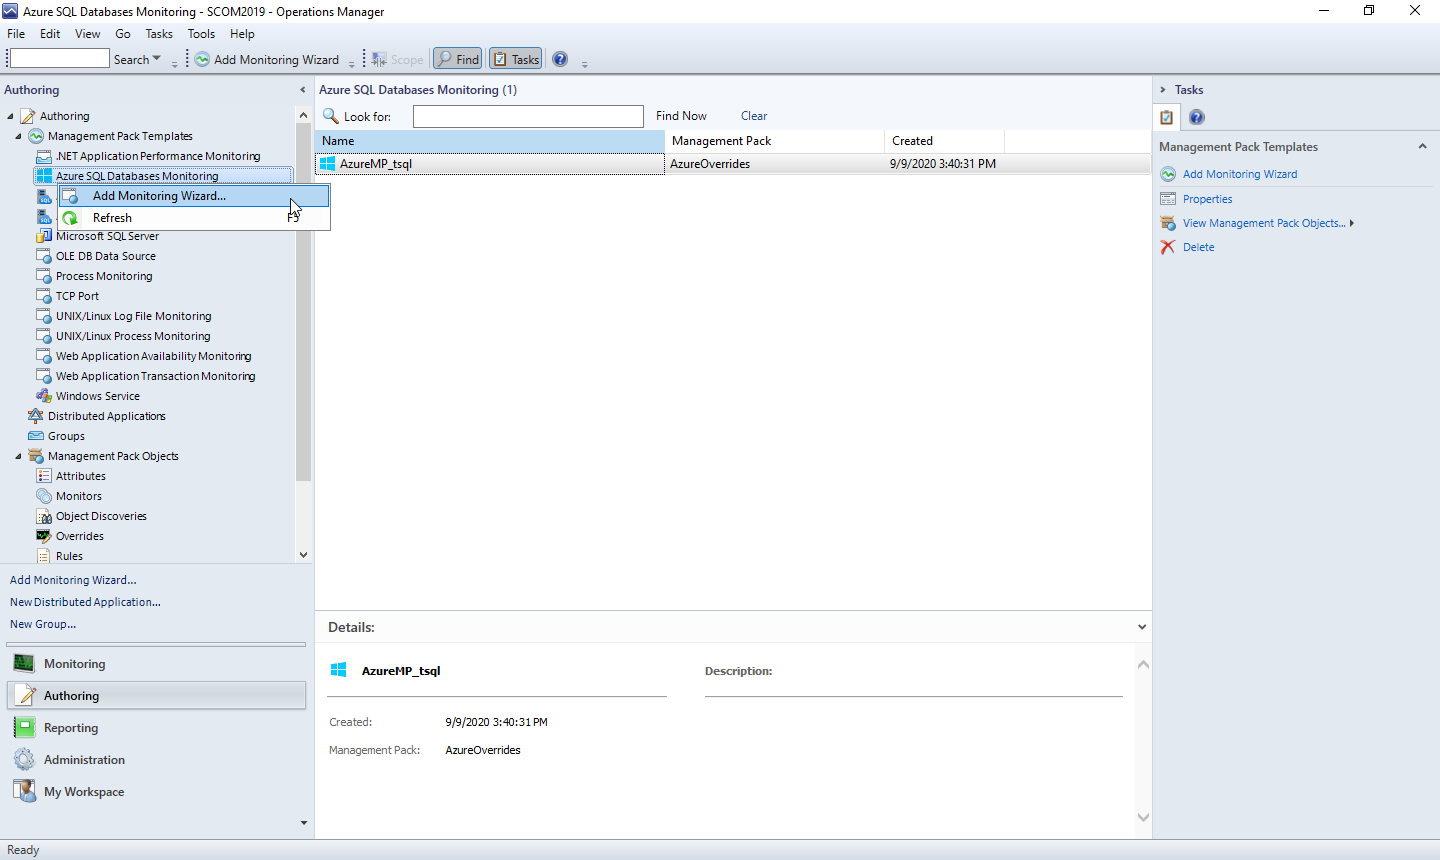 Azure SQL Databases Monitoring - SCOM2019 - Operations Manager
File Edit View Go Tasks Tools Help
Search Add Monitoring Wizard Scope Find Tasks
Authoring
Authoring
Management Pack Templates
.NET Application Performance Monitoring
Azure SQL Databases Monitoring
Add Monitoring Wizard...
Refresh F5
Microsoft SQL Server
OLE DB Data Source
Process Monitoring
TCP Port
UNIX/Linux Log File Monitoring
UNIX/Linux Process Monitoring
Web Application Availability Monitoring
Web Application Transaction Monitoring
Windows Service
Distributed Applications
Groups
Management Pack Objects
Attributes
Monitors
Object Discoveries
Overrides
Rules
Add Monitoring Wizard...
New Distributed Application...
New Group...
Monitoring
Authoring
Reporting
Administration
My Workspace
Azure SQL Databases Monitoring (1)
Look for: Find Now Clear
Name Management Pack Created
AzureMP_tsql AzureOverrides 9/9/2020 3:40:31 PM
Details:
AzureMP_tsql
Description:
Created: 9/9/2020 3:40:31 PM
Management Pack: AzureOverrides
Tasks
Management Pack Templates
Add Monitoring Wizard
Properties
View Management Pack Objects...
Delete
Ready